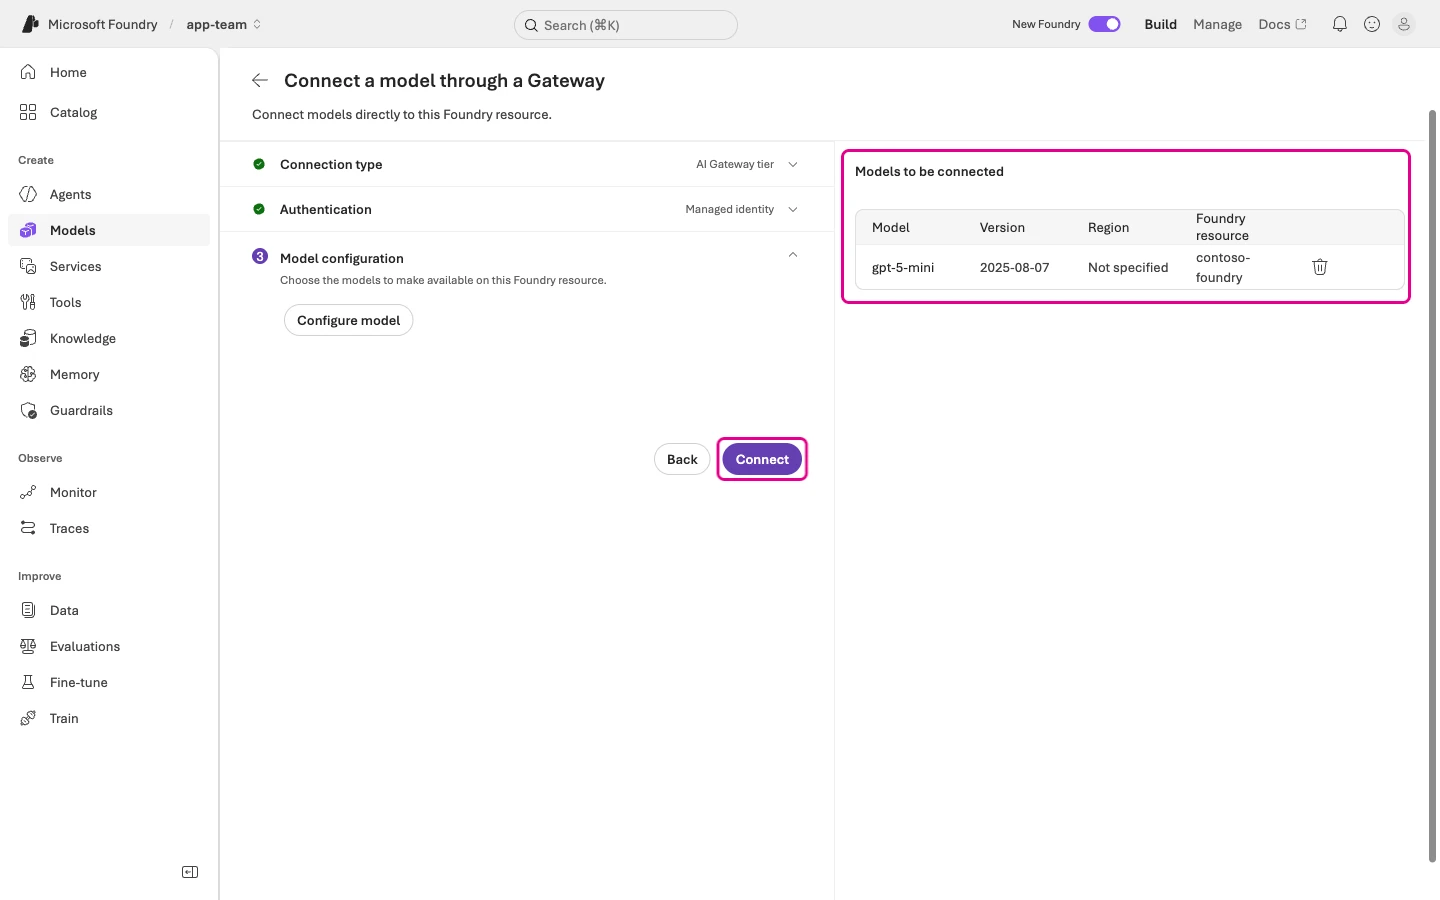 Microsoft Foundry / app-team
Search (⌘K)
New Foundry
Build
Manage
Docs
Home
Catalog
Create
Agents
Models
Services
Tools
Knowledge
Memory
Guardrails
Observe
Monitor
Traces
Improve
Data
Evaluations
Fine-tune
Train
Connect a model through a Gateway
Connect models directly to this Foundry resource.
Connection type
AI Gateway tier
Authentication
Managed identity
3 Model configuration
Choose the models to make available on this Foundry resource.
Configure model
Back
Connect
Models to be connected
Model
Version
Region
Foundry
resource
gpt-5-mini
2025-08-07
Not specified
contoso-
foundry